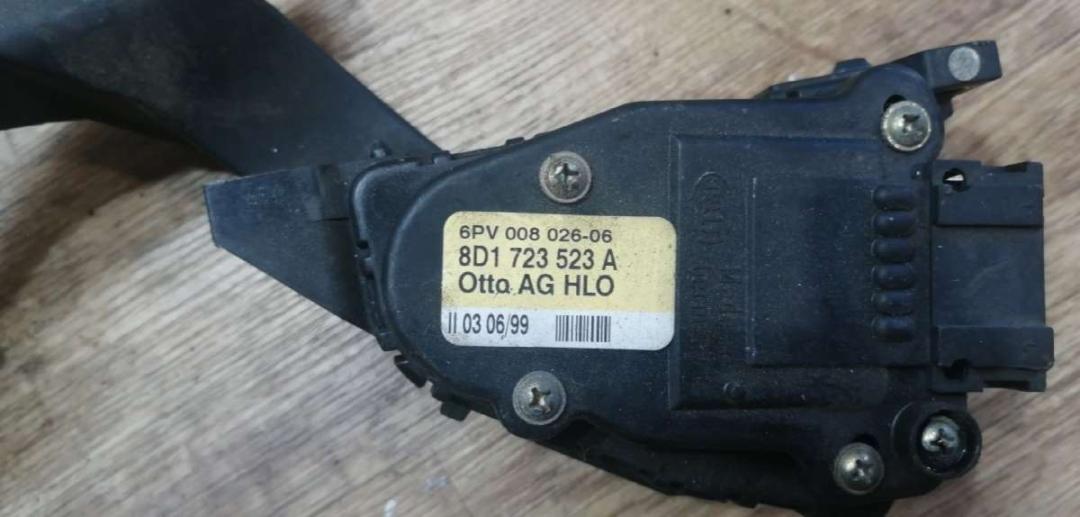 6PV 008 026-06
8D1 723 523 A
Otto AG HLO
II 03 06/99